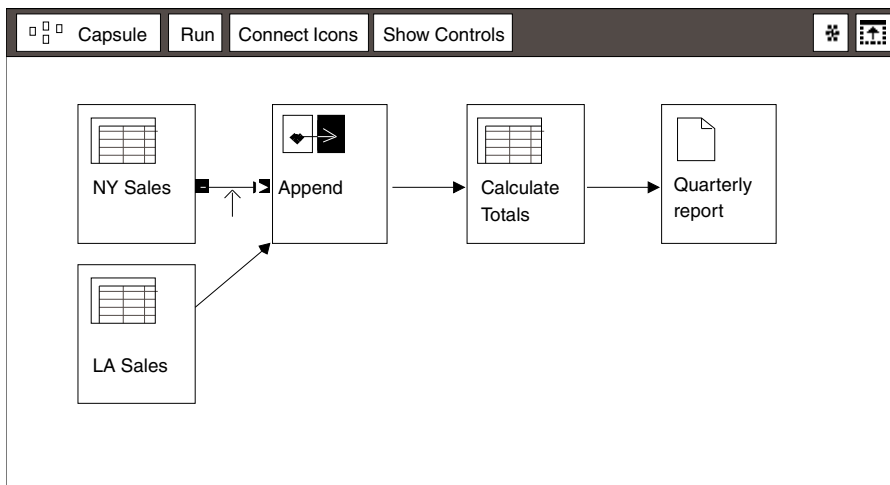 Capsule
Run
Connect Icons
Show Controls
NY Sales
Append
Calculate
Totals
Quarterly
report
LA Sales